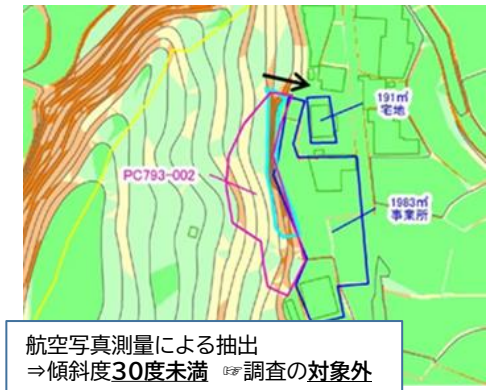 191㎡
宅地
PC793-002
1983㎡
事業所
航空写真測量による抽出
⇒傾斜度30度未満 ☞調査の対象外